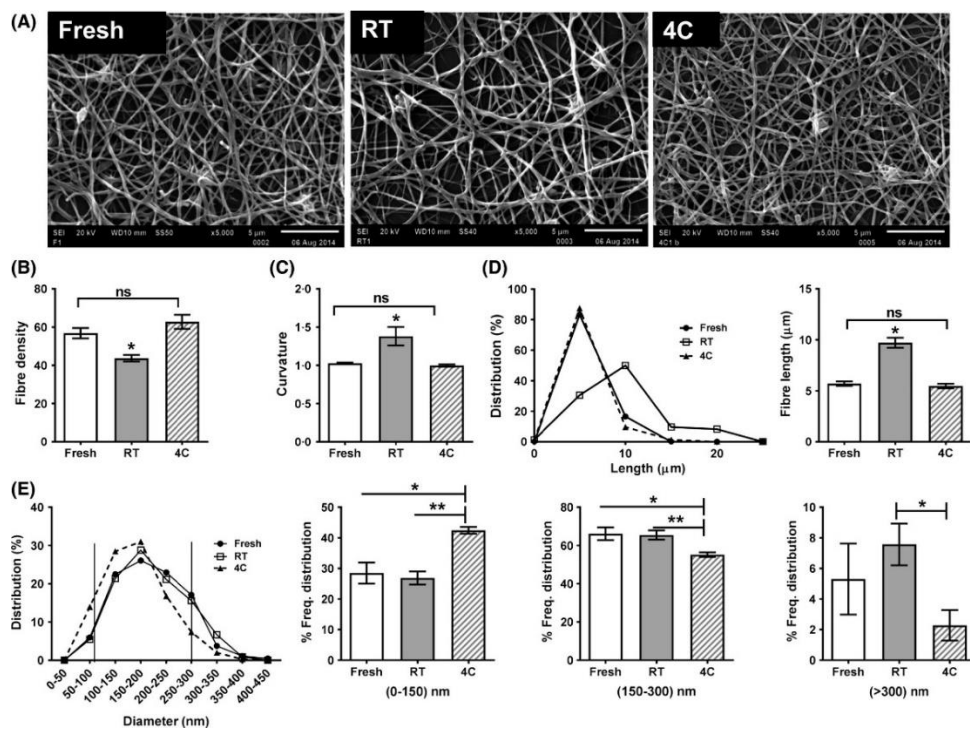 (A)
Fresh
RT
4C
SEI 20 kV WD10 mm SS50 x5,000 5 µm
F1 0002 06 Aug 2014
SEI 20 kV WD10 mm SS40 x5,000 5 µm
RT1 0003 06 Aug 2014
SEI 20 kV WD10 mm SS40 x5,000 5 µm
4C1 b 0005 06 Aug 2014
(B)
Fibre density
80
60
40
20
0
ns
*
Fresh RT 4C
(C)
Curvature
2·0
1·5
1·0
0·5
0·0
ns
*
Fresh RT 4C
(D)
Distribution (%)
100
80
60
40
20
0
Fresh
RT
4C
0 10 20
Length (µm)
Fibre length (µm)
15
10
5
0
ns
*
Fresh RT 4C
(E)
Distribution (%)
40
30
20
10
0
Fresh
RT
4C
0-50 50-100 100-150 150-200 200-250 250-300 300-350 350-400 400-450
Diameter (nm)
% Freq. distribution
50
40
30
20
10
0
*
**
Fresh RT 4C
(0-150) nm
% Freq. distribution
80
60
40
20
0
*
**
Fresh RT 4C
(150-300) nm
% Freq. distribution
10
8
6
4
2
0
*
Fresh RT 4C
(>300) nm